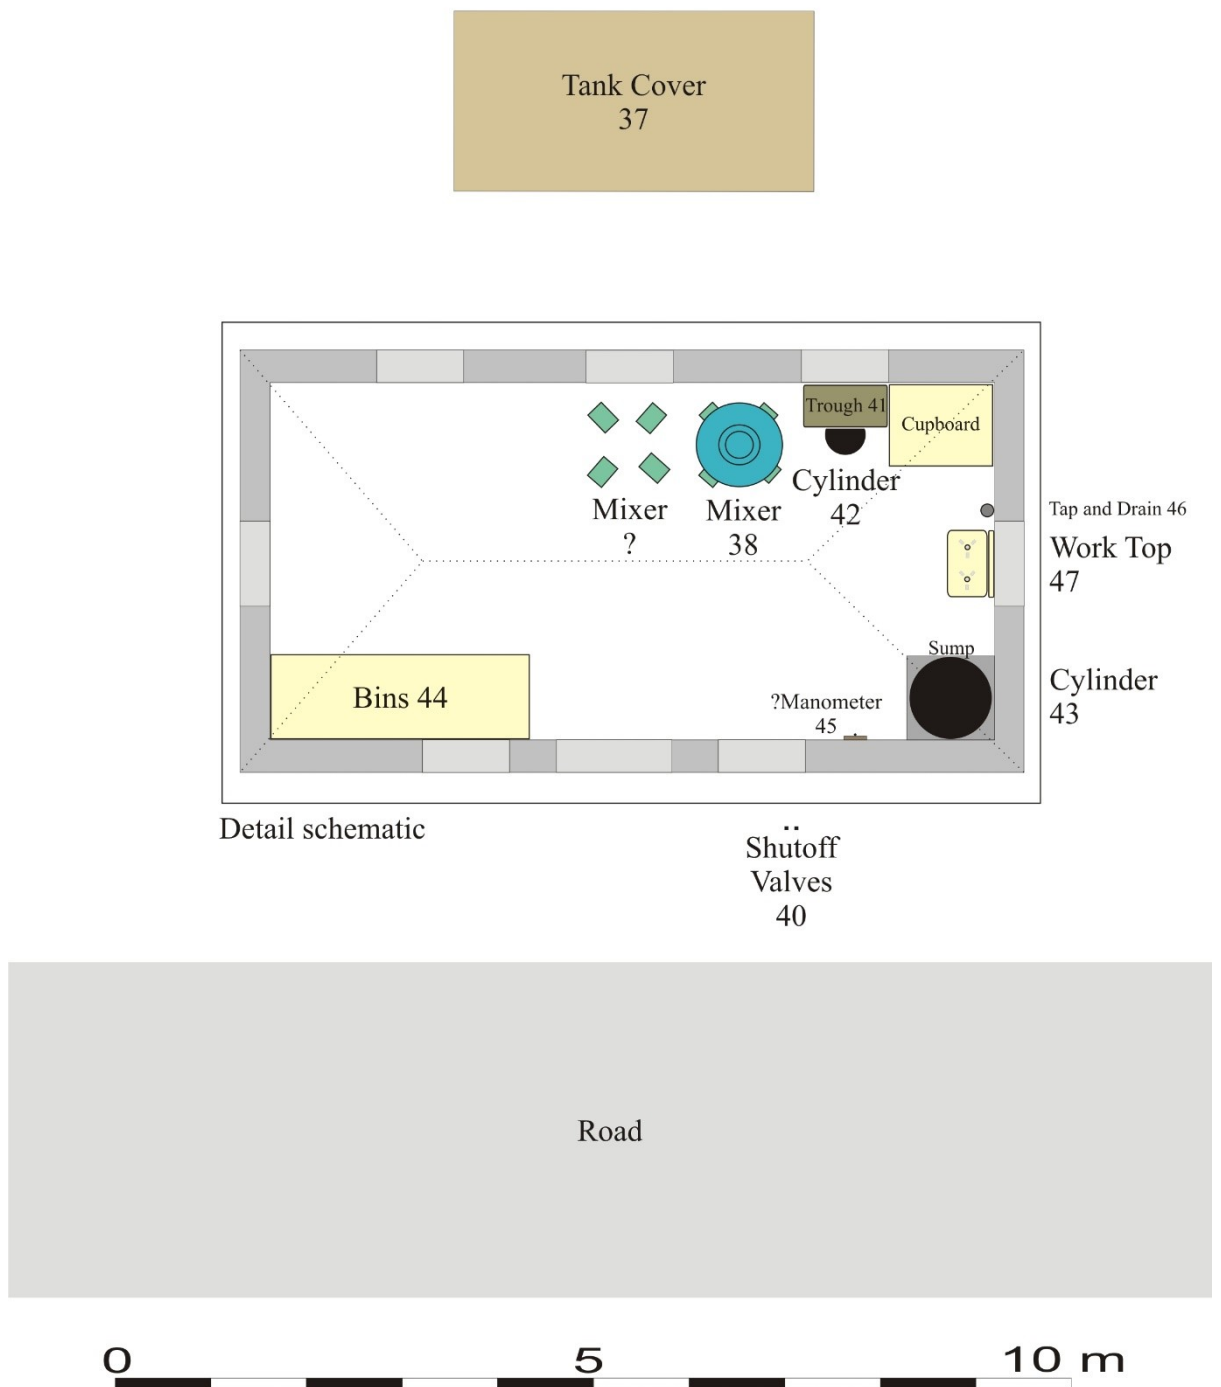 Tank Cover
37
Trough 41
Cupboard
Cylinder
42
Mixer
?
Mixer
38
Tap and Drain 46
Work Top
47
Sump
Cylinder
43
Bins 44
?Manometer
45
Detail schematic
Shutoff
Valves
40
Road
0 5 10 m